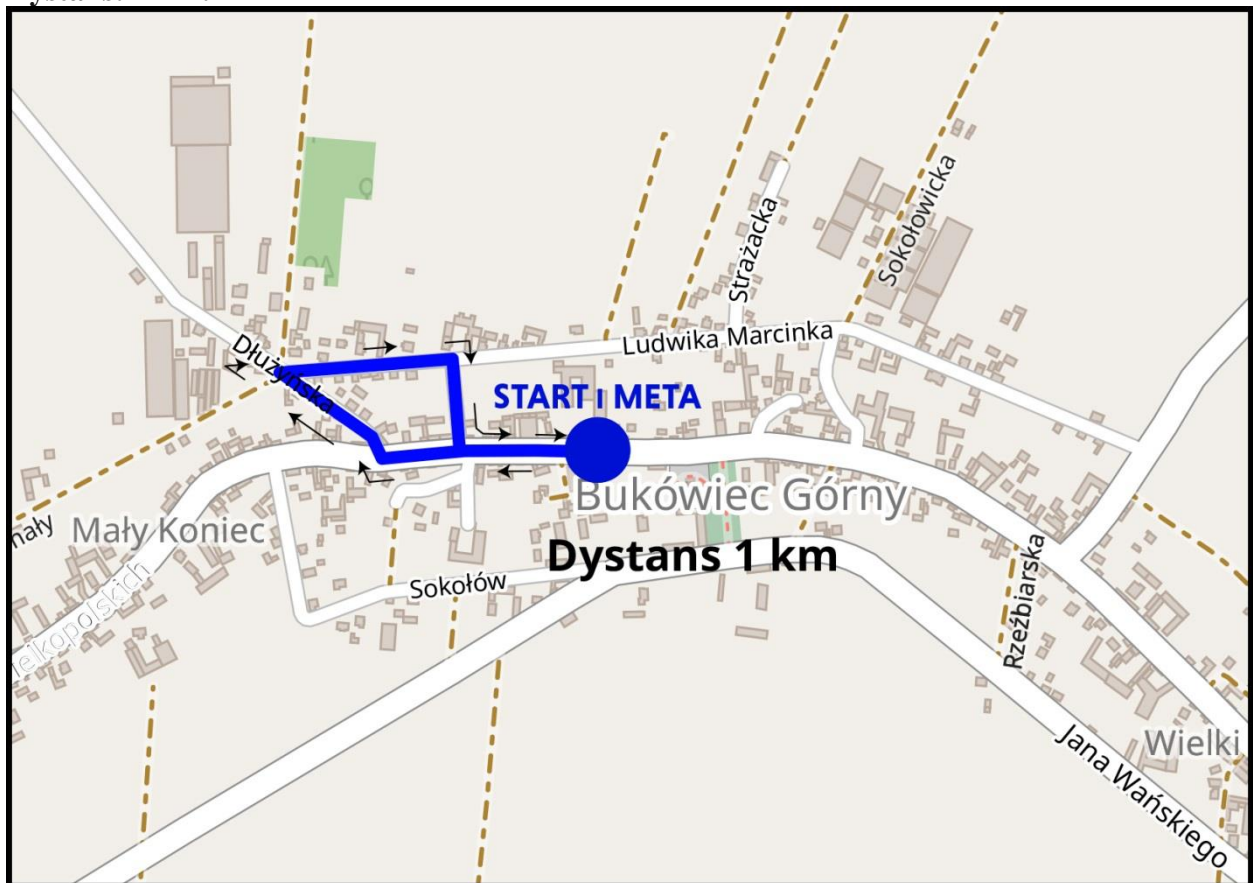 Sokołowicka
Strażacka
Ludwika Marcinka
Dłużyńska
START I META
Bukówiec Górny
Mały Koniec
Dystans 1 km
Sokołów
Rzeźbiarska
Wielki
Jana Wańskiego